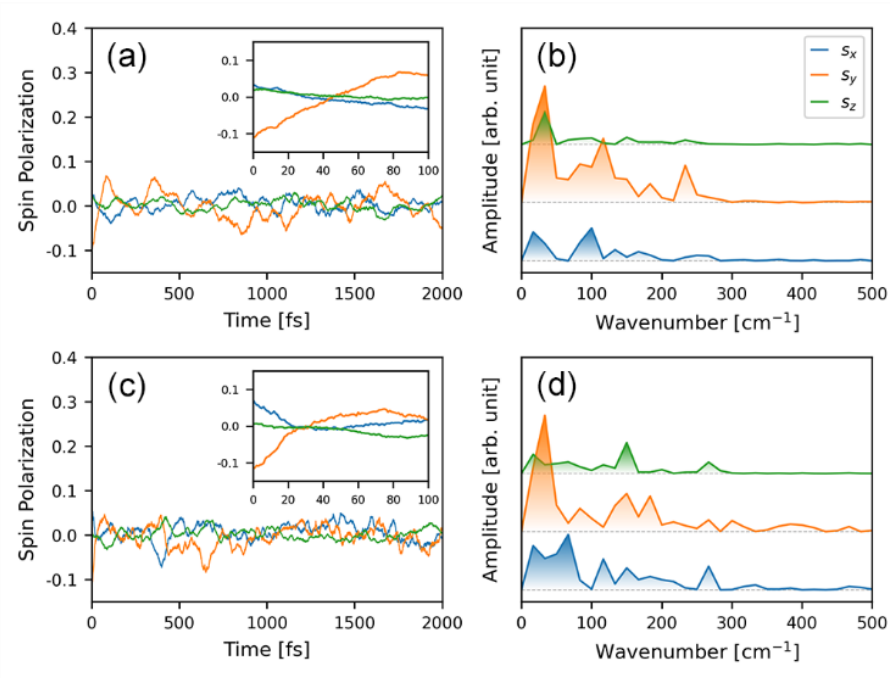 (a)
Spin Polarization
0.4
0.3
0.2
0.1
0.0
-0.1
0.1
0.0
-0.1
0 20 40 60 80 100
0 500 1000 1500 2000
Time [fs]
(b)
Amplitude [arb. unit]
s_x
s_y
s_z
0 100 200 300 400 500
Wavenumber [cm⁻¹]
(c)
Spin Polarization
0.4
0.3
0.2
0.1
0.0
-0.1
0.1
0.0
-0.1
0 20 40 60 80 100
0 500 1000 1500 2000
Time [fs]
(d)
Amplitude [arb. unit]
0 100 200 300 400 500
Wavenumber [cm⁻¹]